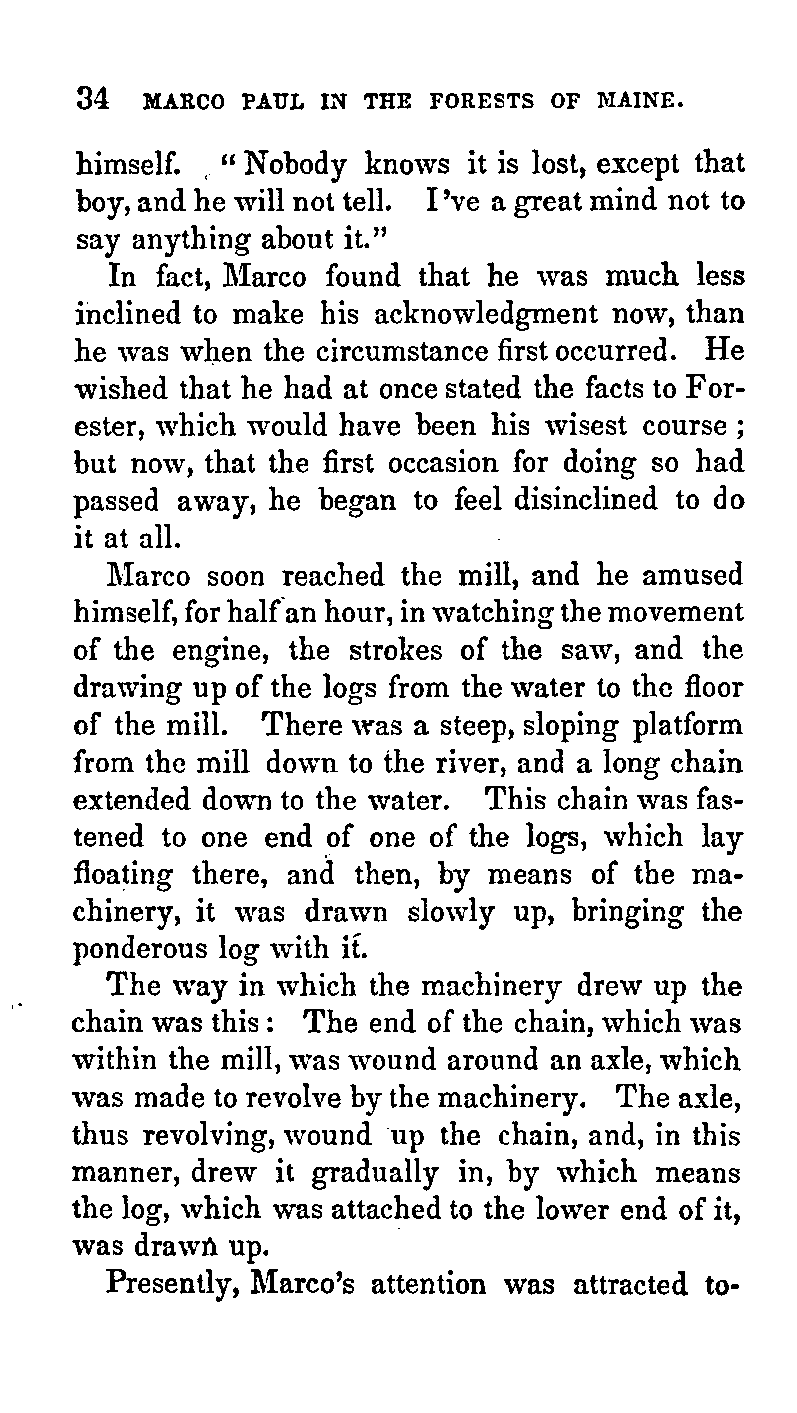 34 MARCO PAUL IN THE FORESTS OF MAINE.
himself. "Nobody knows it is lost, except that
boy, and he will not tell. I 've a great mind not to
say anything about it."
In fact, Marco found that he was much less
inclined to make his acknowledgment now, than
he was when the circumstance first occurred. He
wished that he had at once stated the facts to For-
ester, which would have been his wisest course ;
but now, that the first occasion for doing so had
passed away, he began to feel disinclined to do
it at all.
Marco soon reached the mill, and he amused
himself, for half an hour, in watching the movement
of the engine, the strokes of the saw, and the
drawing up of the logs from the water to the floor
of the mill. There was a steep, sloping platform
from the mill down to the river, and a long chain
extended down to the water. This chain was fas-
tened to one end of one of the logs, which lay
floating there, and then, by means of the ma-
chinery, it was drawn slowly up, bringing the
ponderous log with it.
The way in which the machinery drew up the
chain was this : The end of the chain, which was
within the mill, was wound around an axle, which
was made to revolve by the machinery. The axle,
thus revolving, wound up the chain, and, in this
manner, drew it gradually in, by which means
the log, which was attached to the lower end of it,
was drawn up.
Presently, Marco's attention was attracted to-